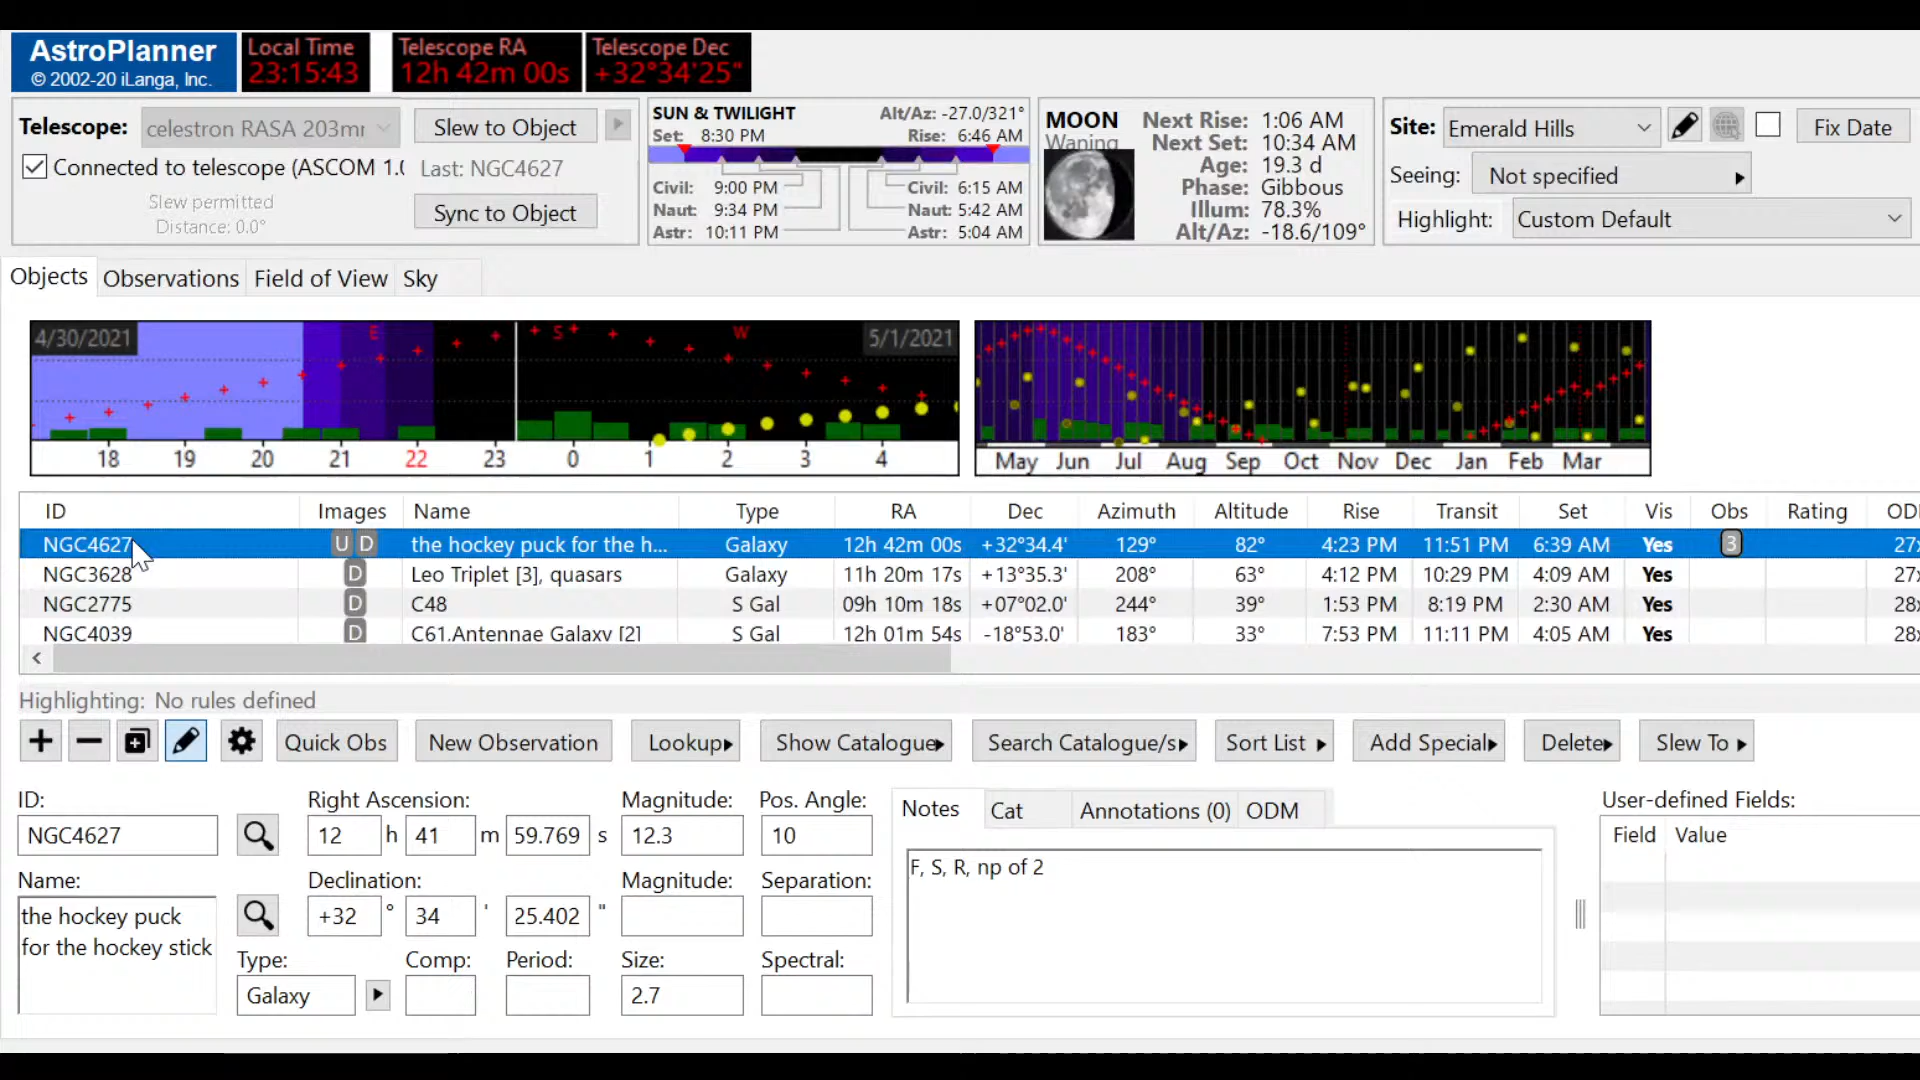 AstroPlanner
© 2002-20 iLanga, Inc.
Local Time
23:15:43
Telescope RA
12h 42m 00s
Telescope Dec
+32°34'25"
Telescope:
celestron RASA 203mr
Slew to Object
Connected to telescope (ASCOM 1.0
Last: NGC4627
Slew permitted
Distance: 0.0°
Sync to Object
SUN & TWILIGHT
Alt/Az: -27.0/321°
Set: 8:30 PM
Rise: 6:46 AM
Civil: 9:00 PM
Civil: 6:15 AM
Naut: 9:34 PM
Naut: 5:42 AM
Astr: 10:11 PM
Astr: 5:04 AM
MOON
Waning
Next Rise: 1:06 AM
Next Set: 10:34 AM
Age: 19.3 d
Phase: Gibbous
Illum: 78.3%
Alt/Az: -18.6/109°
Site: Emerald Hills
Fix Date
Seeing: Not specified
Highlight: Custom Default
Objects Observations Field of View Sky
4/30/2021 E S W 5/1/2021
18 19 20 21 22 23 0 1 2 3 4
May Jun Jul Aug Sep Oct Nov Dec Jan Feb Mar
ID Images Name Type RA Dec Azimuth Altitude Rise Transit Set Vis Obs Rating
NGC4627 U D the hockey puck for the h... Galaxy 12h 42m 00s +32°34.4' 129° 82° 4:23 PM 11:51 PM 6:39 AM Yes 3 27x
NGC3628 D Leo Triplet [3], quasars Galaxy 11h 20m 17s +13°35.3' 208° 63° 4:12 PM 10:29 PM 4:09 AM Yes 27x
NGC2775 D C48 S Gal 09h 10m 18s +07°02.0' 244° 39° 1:53 PM 8:19 PM 2:30 AM Yes 28x
NGC4039 D C61.Antennae Galaxy [2] S Gal 12h 01m 54s -18°53.0' 183° 33° 7:53 PM 11:11 PM 4:05 AM Yes 28x
Highlighting: No rules defined
Quick Obs New Observation Lookup Show Catalogue Search Catalogue/s Sort List Add Special Delete Slew To
ID:
NGC4627
Right Ascension:
12 h 41 m 59.769 s
Magnitude:
12.3
Pos. Angle:
10
Name:
the hockey puck
for the hockey stick
Declination:
+32 ° 34 ' 25.402 "
Magnitude:
Separation:
Type:
Galaxy
Comp:
Period:
Size:
2.7
Spectral:
Notes Cat Annotations (0) ODM
F, S, R, np of 2
User-defined Fields:
Field Value